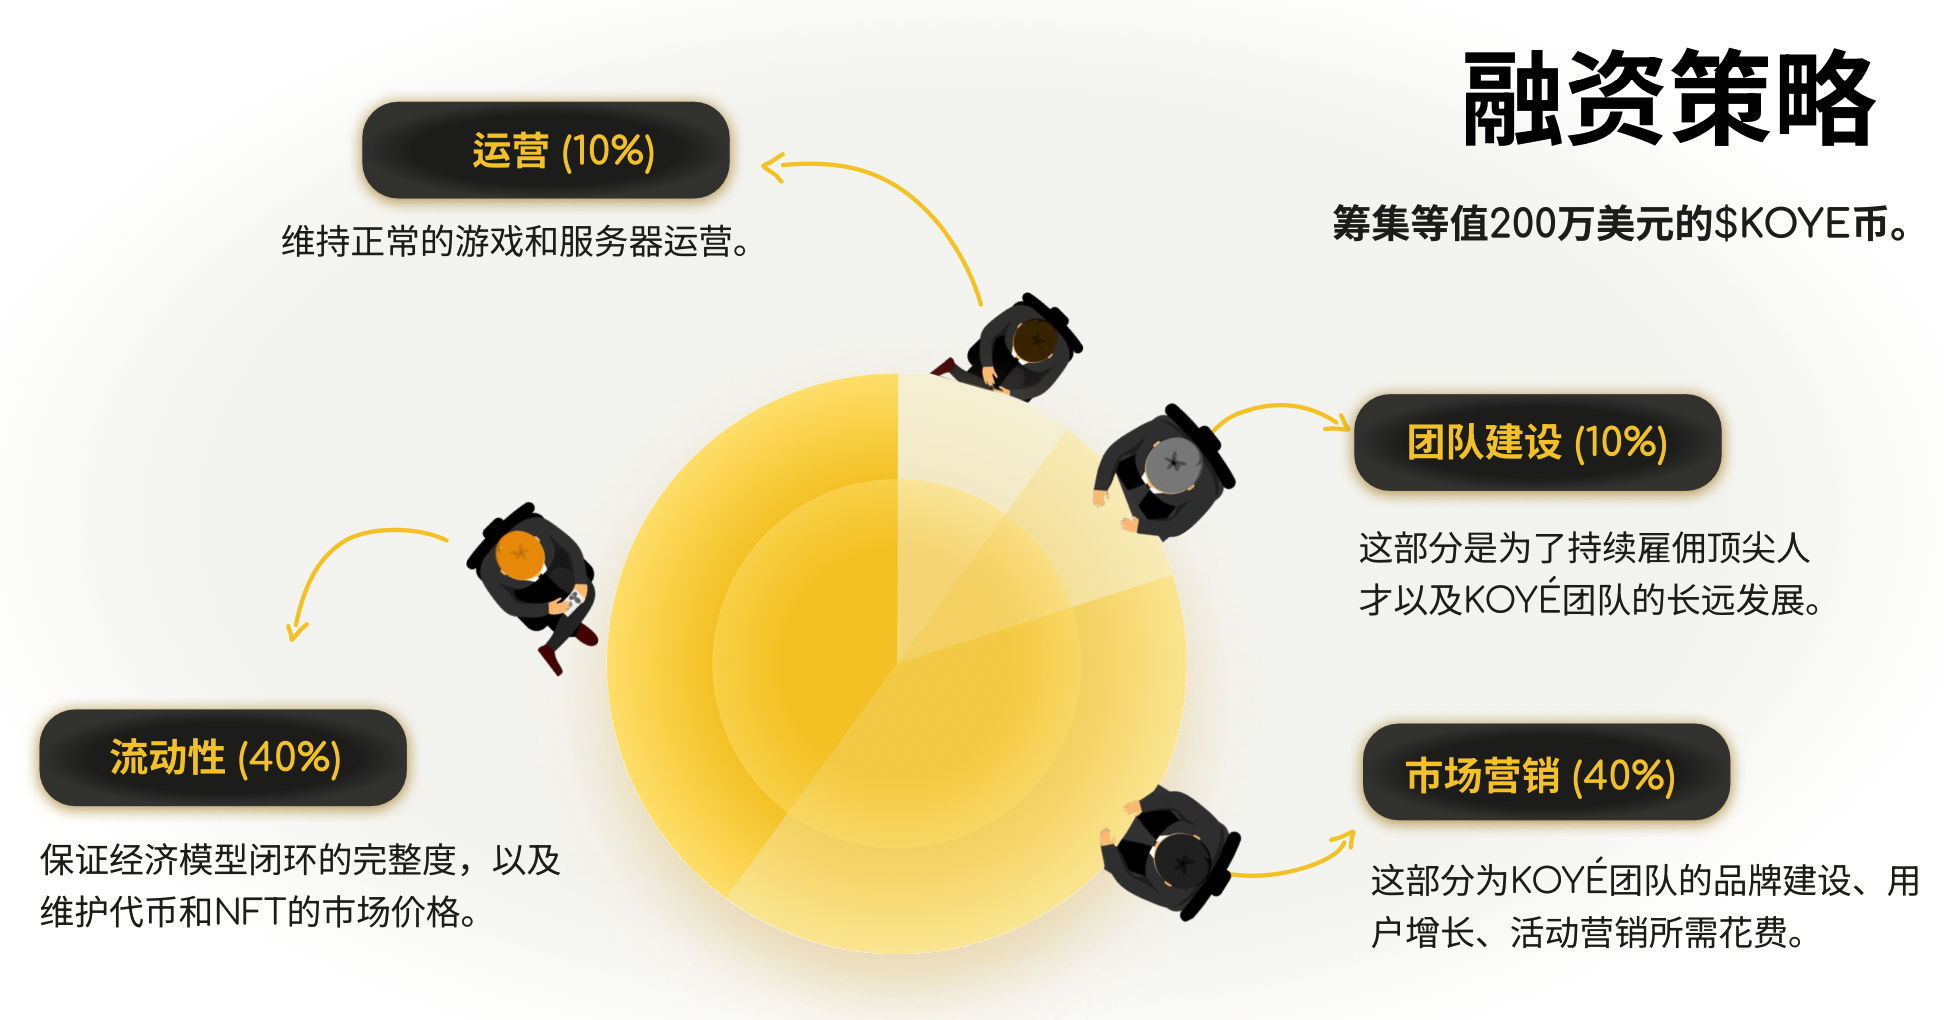 融资策略
筹集等值200万美元的$KOYE币。
运营 (10%)
维持正常的游戏和服务器运营。
团队建设 (10%)
这部分是为了持续雇佣顶尖人
才以及KOYÉ团队的长远发展。
流动性 (40%)
保证经济模型闭环的完整度，以及
维护代币和NFT的市场价格。
市场营销 (40%)
这部分为KOYÉ团队的品牌建设、用
户增长、活动营销所需花费。